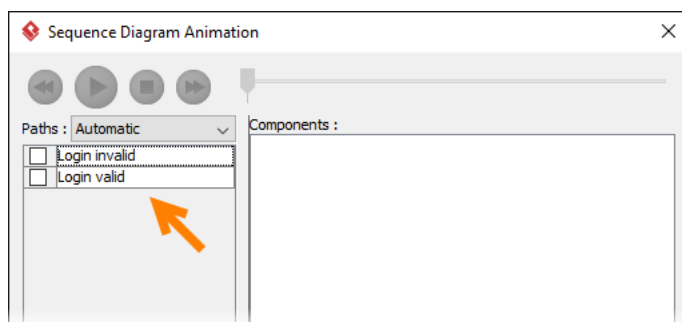 Sequence Diagram Animation
Paths : Automatic
Components :
Login invalid
Login valid